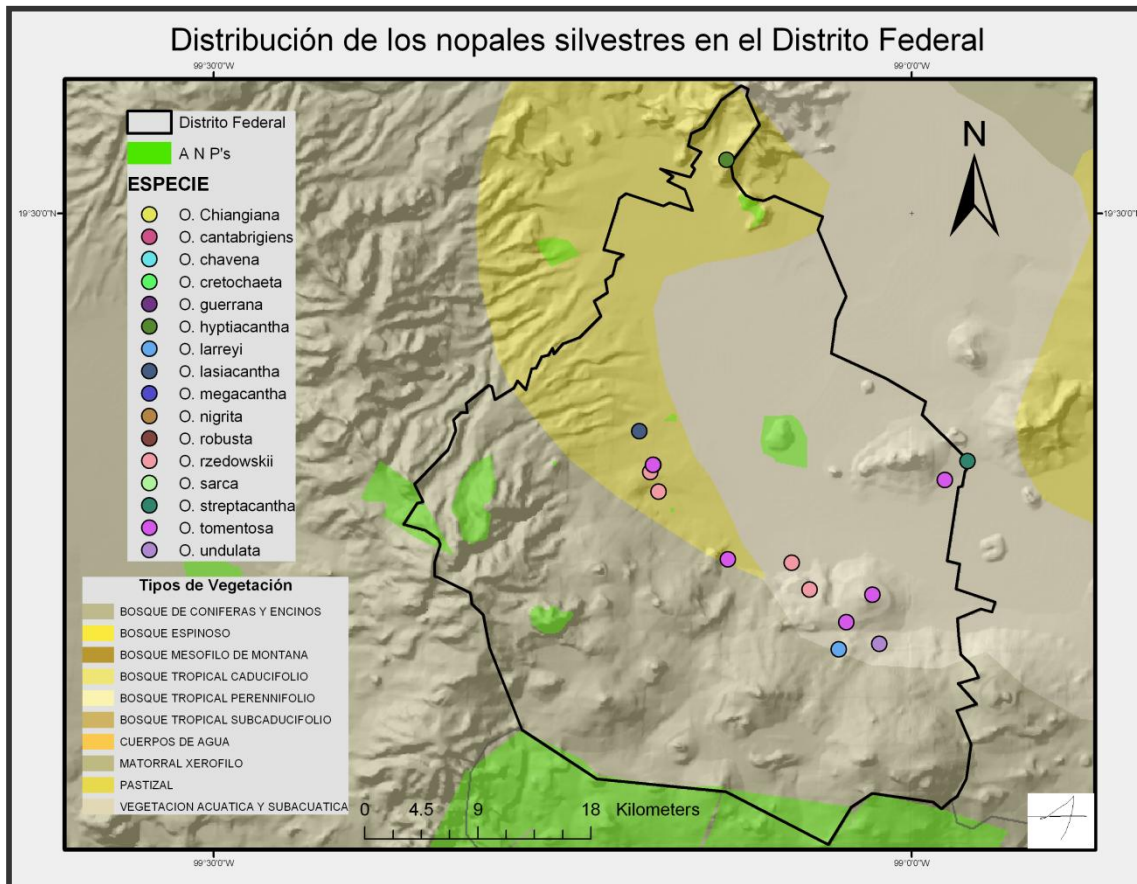 Distribución de los nopales silvestres en el Distrito Federal
99°30'0"W
99°0'0"W
Distrito Federal
A N P's
ESPECIE
O. Chiangiana
O. cantabrigiens
O. chavena
O. cretochaeta
O. guerrana
O. hyptiacantha
O. larreyi
O. lasiacantha
O. megacantha
O. nigrita
O. robusta
O. rzedowskii
O. sarca
O. streptacantha
O. tomentosa
O. undulata
N
19°30'0"N
19°30'0"N
Tipos de Vegetación
BOSQUE DE CONIFERAS Y ENCINOS
BOSQUE ESPINOSO
BOSQUE MESOFILO DE MONTANA
BOSQUE TROPICAL CADUCIFOLIO
BOSQUE TROPICAL PERENNIFOLIO
BOSQUE TROPICAL SUBCADUCIFOLIO
CUERPOS DE AGUA
MATORRAL XEROFILO
PASTIZAL
VEGETACION ACUATICA Y SUBACUATICA
0 4.5 9 18 Kilometers
99°30'0"W
99°0'0"W